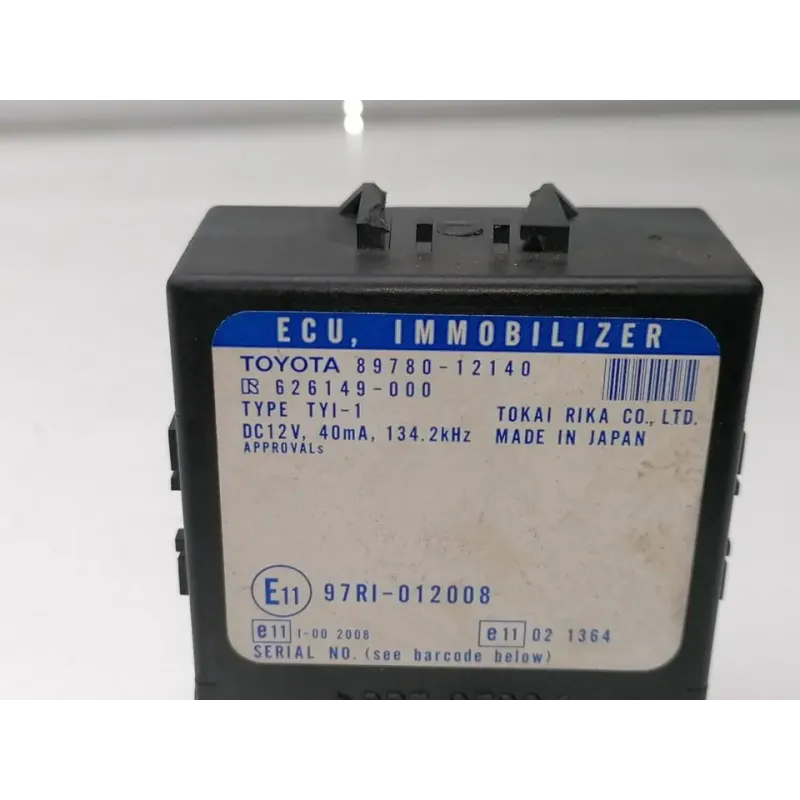 ECU, IMMOBILIZER
TOYOTA 89780-12140
R 626149-000
TYPE TYI-1 TOKAI RIKA CO., LTD.
DC12V, 40mA, 134.2kHz MADE IN JAPAN
APPROVALs
E11 97RI-012008
e11 1-00 2008 e11 02 1364
SERIAL NO. (see barcode below)